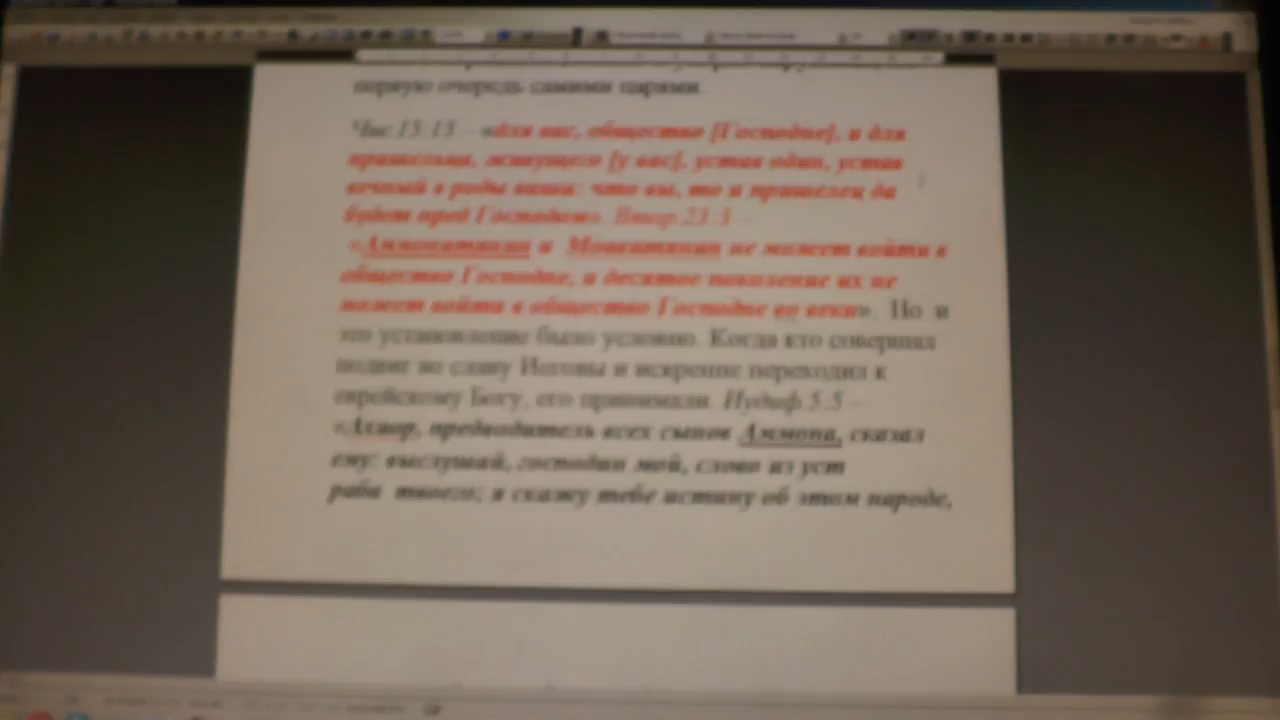 первую очередь самими царями.
Чис.15:15 – «для вас, общество [Господне], и для
пришельца, живущего [у вас], устав один, устав
вечный в роды ваши: что вы, то и пришелец да
будет пред Господом». Втор.23:3 –
«Аммонитянин и Моавитянин не может войти в
общество Господне, и десятое поколение их не
может войти в общество Господне во веки». Но и
это установление было условно. Когда кто совершал
подвиг во славу Иеговы и искренне переходил к
еврейскому Богу, его принимали. Иудиф.5:5 –
«Ахиор, предводитель всех сынов Аммона, сказал
ему: выслушай, господин мой, слово из уст
раба твоего; я скажу тебе истину об этом народе,